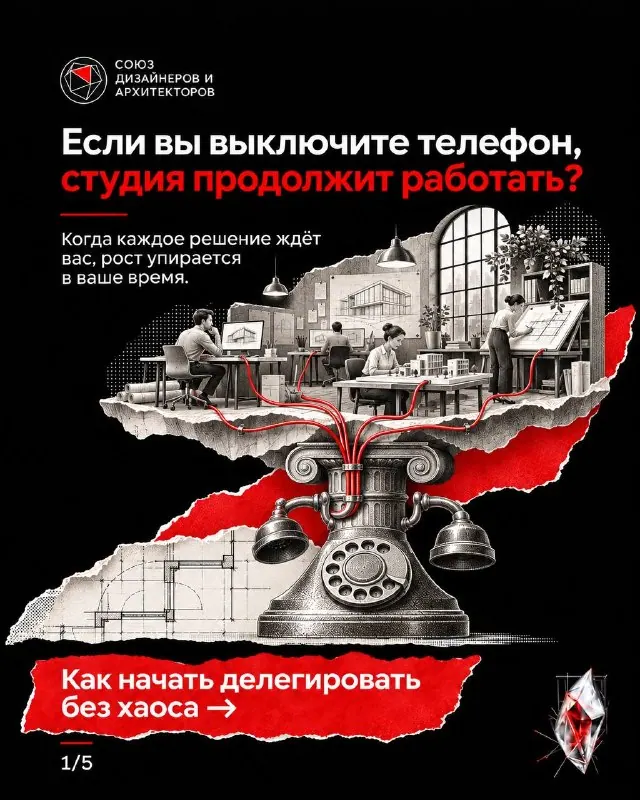 СОЮЗ
ДИЗАЙНЕРОВ И
АРХИТЕКТОРОВ
Если вы выключите телефон,
студия продолжит работать?
Когда каждое решение ждёт
вас, рост упирается
в ваше время.
Как начать делегировать
без хаоса →
1/5